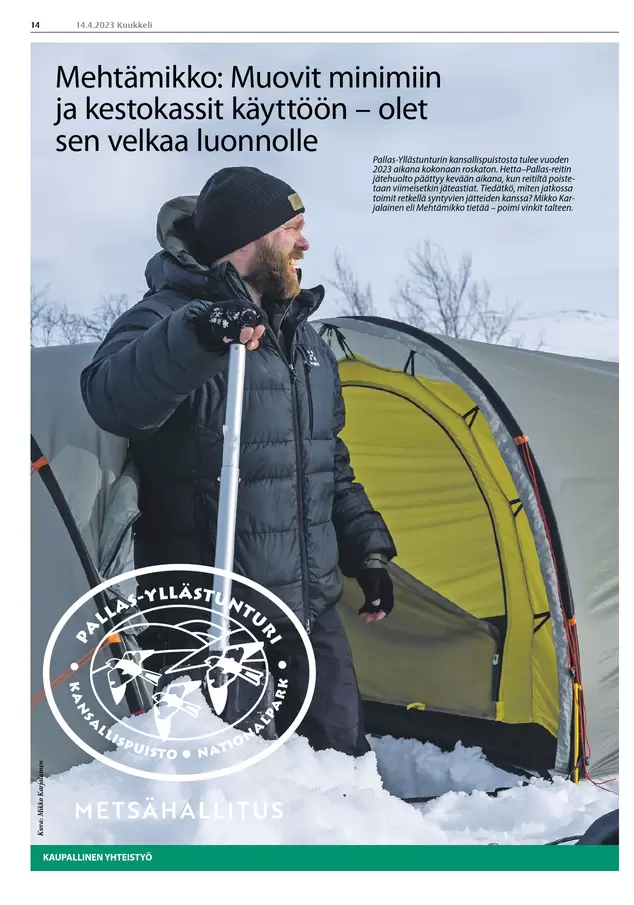 14
14.4.2023 Kuukkeli
Mehtämikko: Muovit minimiin
ja kestokassit käyttöön – olet
sen velkaa luonnolle
Pallas-Yllästunturin kansallispuistosta tulee vuoden
2023 aikana kokonaan roskaton. Hetta–Pallas-reitin
jätehuolto päättyy kevään aikana, kun reitiltä poiste-
taan viimeisetkin jäteastiat. Tiedätkö, miten jatkossa
toimit retkellä syntyvien jätteiden kanssa? Mikko Kar-
jalainen eli Mehtämikko tietää – poimi vinkit talteen.
PALLAS-YLLÄSTUNTURI
KANSALLISPUISTO • NATIONALPARK
METSÄHALLITUS
Kuva: Mikko Karjalainen
KAUPALLINEN YHTEISTYÖ